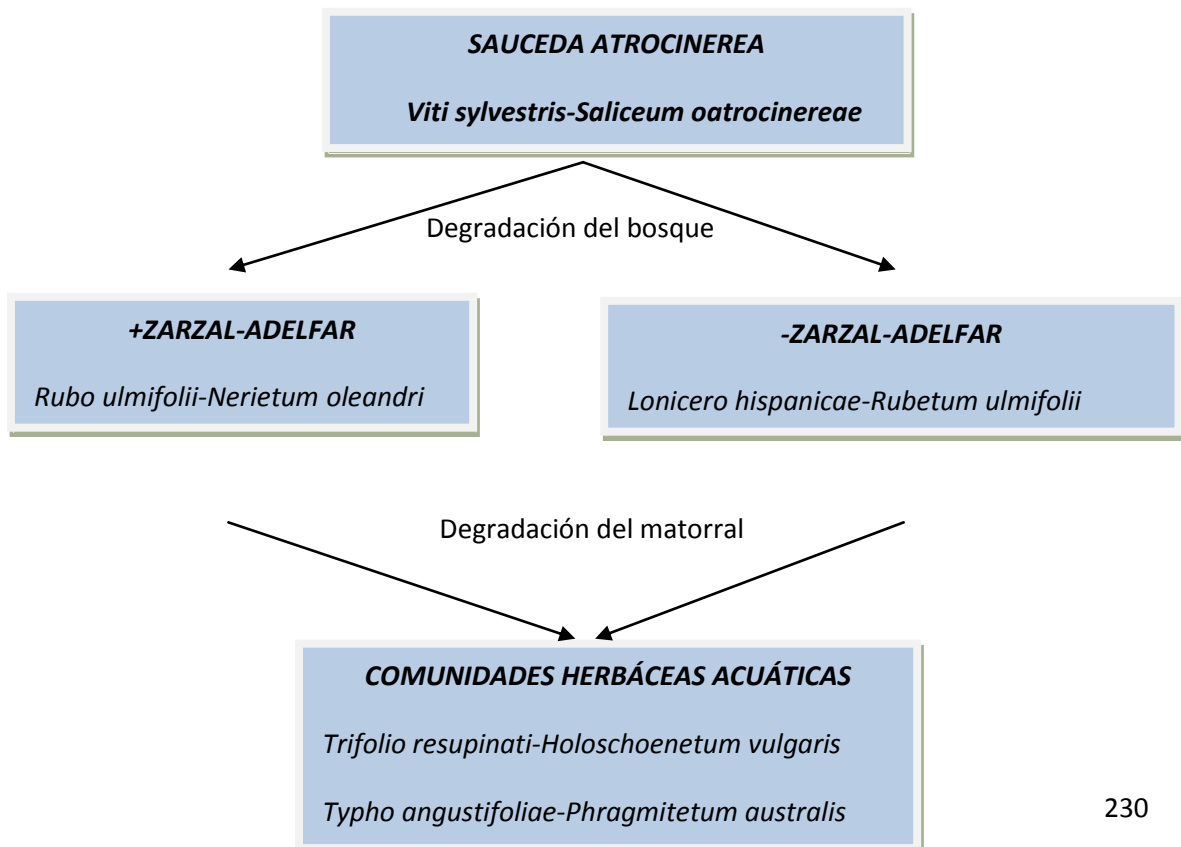 SAUCEDA ATROCINEREA
Viti sylvestris-Saliceum oatrocinereae
Degradación del bosque
+ZARZAL-ADELFAR
Rubo ulmifolii-Nerietum oleandri
-ZARZAL-ADELFAR
Lonicero hispanicae-Rubetum ulmifolii
Degradación del matorral
COMUNIDADES HERBÁCEAS ACUÁTICAS
Trifolio resupinati-Holoschoenetum vulgaris
Typho angustifoliae-Phragmitetum australis
230